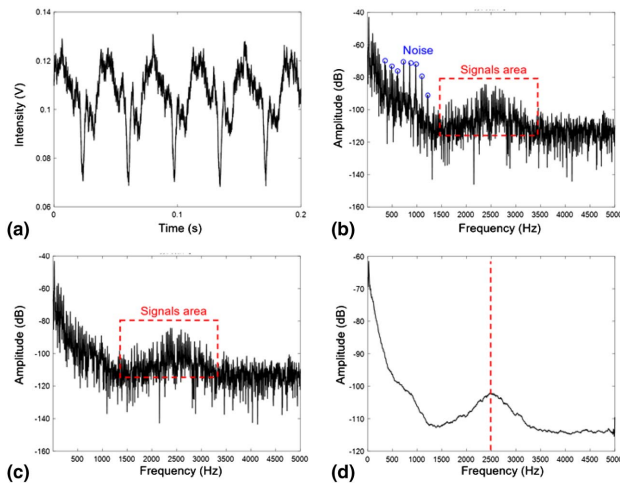 0.14
0.12
0.1
0.08
0.06
Intensity (V)
0 0.1 0.2
Time (s)
(a)
-40
-60
-80
-100
-120
-140
-160
Amplitude (dB)
Noise
Signals area
500 1000 1500 2000 2500 3000 3500 4000 4500 5000
Frequency (Hz)
(b)
-40
-60
-80
-100
-120
-140
-160
Amplitude (dB)
Signals area
0 500 1000 1500 2000 2500 3000 3500 4000 4500 5000
Frequency (Hz)
(c)
-60
-70
-80
-90
-100
-110
-120
Amplitude (dB)
0 500 1000 1500 2000 2500 3000 3500 4000 4500 5000
Frequency (Hz)
(d)